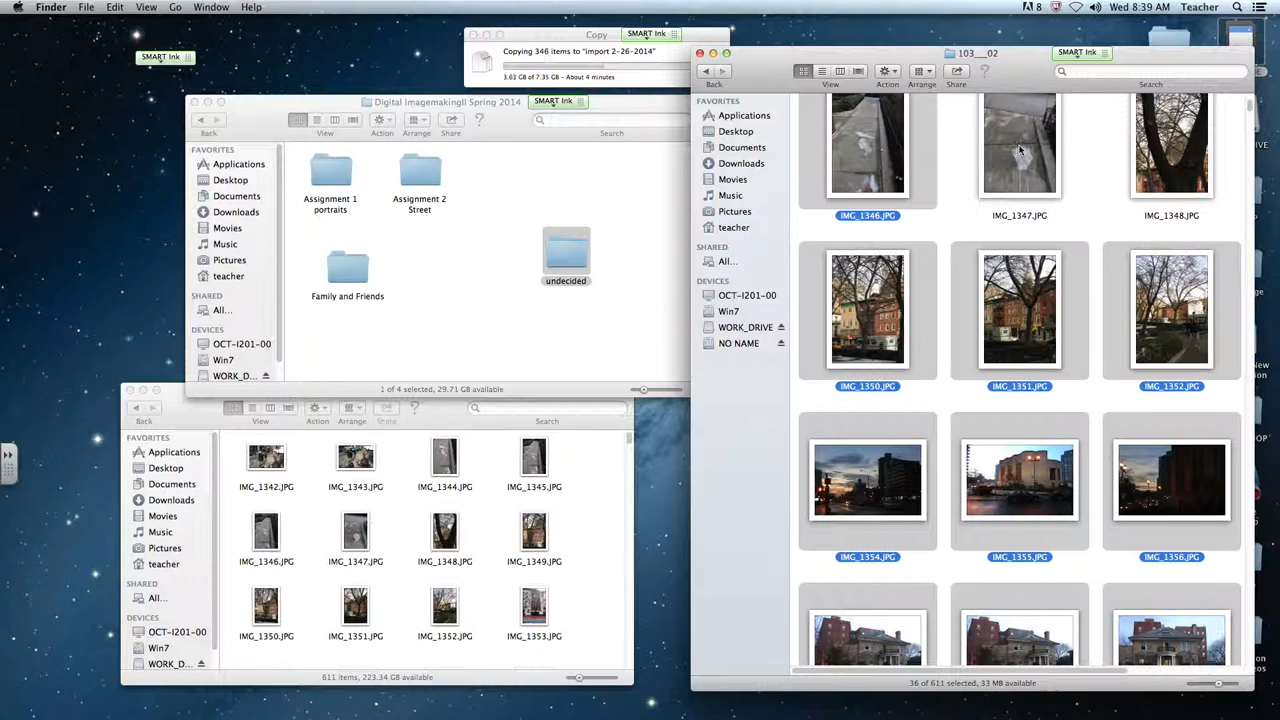 Finder File Edit View Go Window Help
8 Wed 8:39 AM Teacher
SMART Ink
Copy SMART Ink
Copying 346 items to "import 2-26-2014"
3.63 GB of 7.35 GB - About 4 minutes
Digital ImagemakingII Spring 2014 SMART Ink
Back View Action Arrange Share Search
FAVORITES
Applications
Desktop
Documents
Downloads
Movies
Music
Pictures
teacher
SHARED
All...
DEVICES
OCT-I201-00
Win7
WORK_D...
Assignment 1
portraits
Assignment 2
Street
Family and Friends
undecided
1 of 4 selected, 29.71 GB available
Back View Action Arrange Share Search
FAVORITES
Applications
Desktop
Documents
Downloads
Movies
Music
Pictures
teacher
SHARED
All...
DEVICES
OCT-I201-00
Win7
WORK_D...
IMG_1342.JPG IMG_1343.JPG IMG_1344.JPG IMG_1345.JPG
IMG_1346.JPG IMG_1347.JPG IMG_1348.JPG IMG_1349.JPG
IMG_1350.JPG IMG_1351.JPG IMG_1352.JPG IMG_1353.JPG
611 items, 223.34 GB available
103__02 SMART Ink
Back View Action Arrange Share Search
FAVORITES
Applications
Desktop
Documents
Downloads
Movies
Music
Pictures
teacher
SHARED
All...
DEVICES
OCT-I201-00
Win7
WORK_DRIVE
NO NAME
IMG_1346.JPG IMG_1347.JPG IMG_1348.JPG
IMG_1350.JPG IMG_1351.JPG IMG_1352.JPG
IMG_1354.JPG IMG_1355.JPG IMG_1356.JPG
36 of 611 selected, 33 MB available